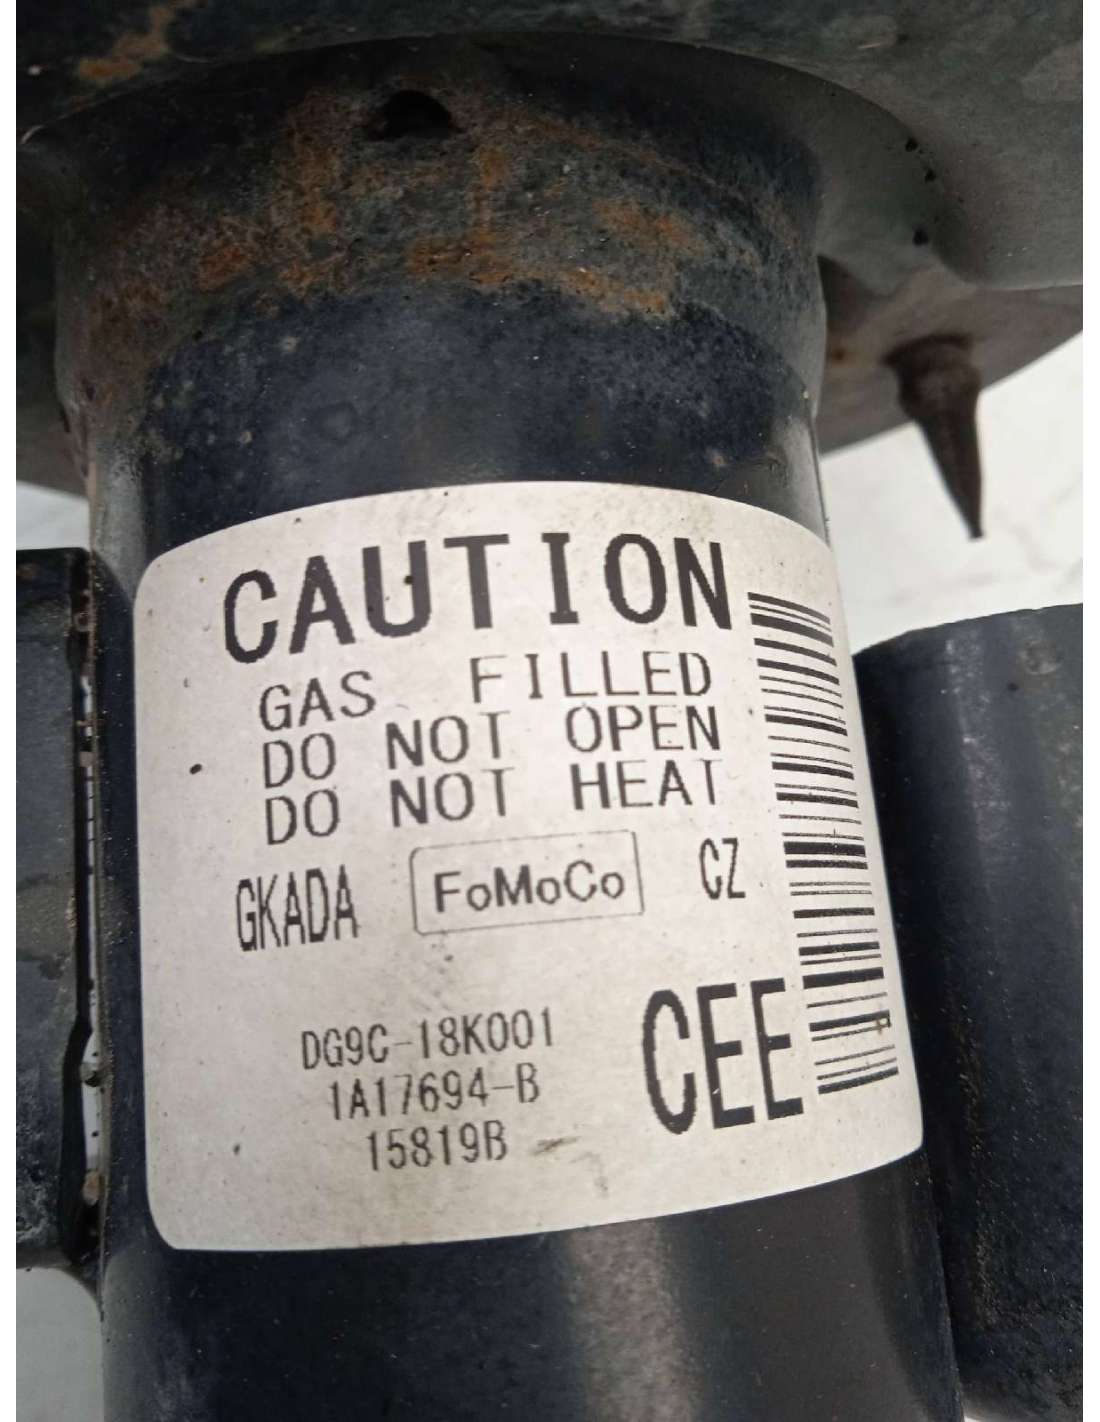 CAUTION
GAS FILLED
DO NOT OPEN
DO NOT HEAT
GKADA FoMoCo CZ
DG9C-18K001
1A17694-B
15819B
CEE